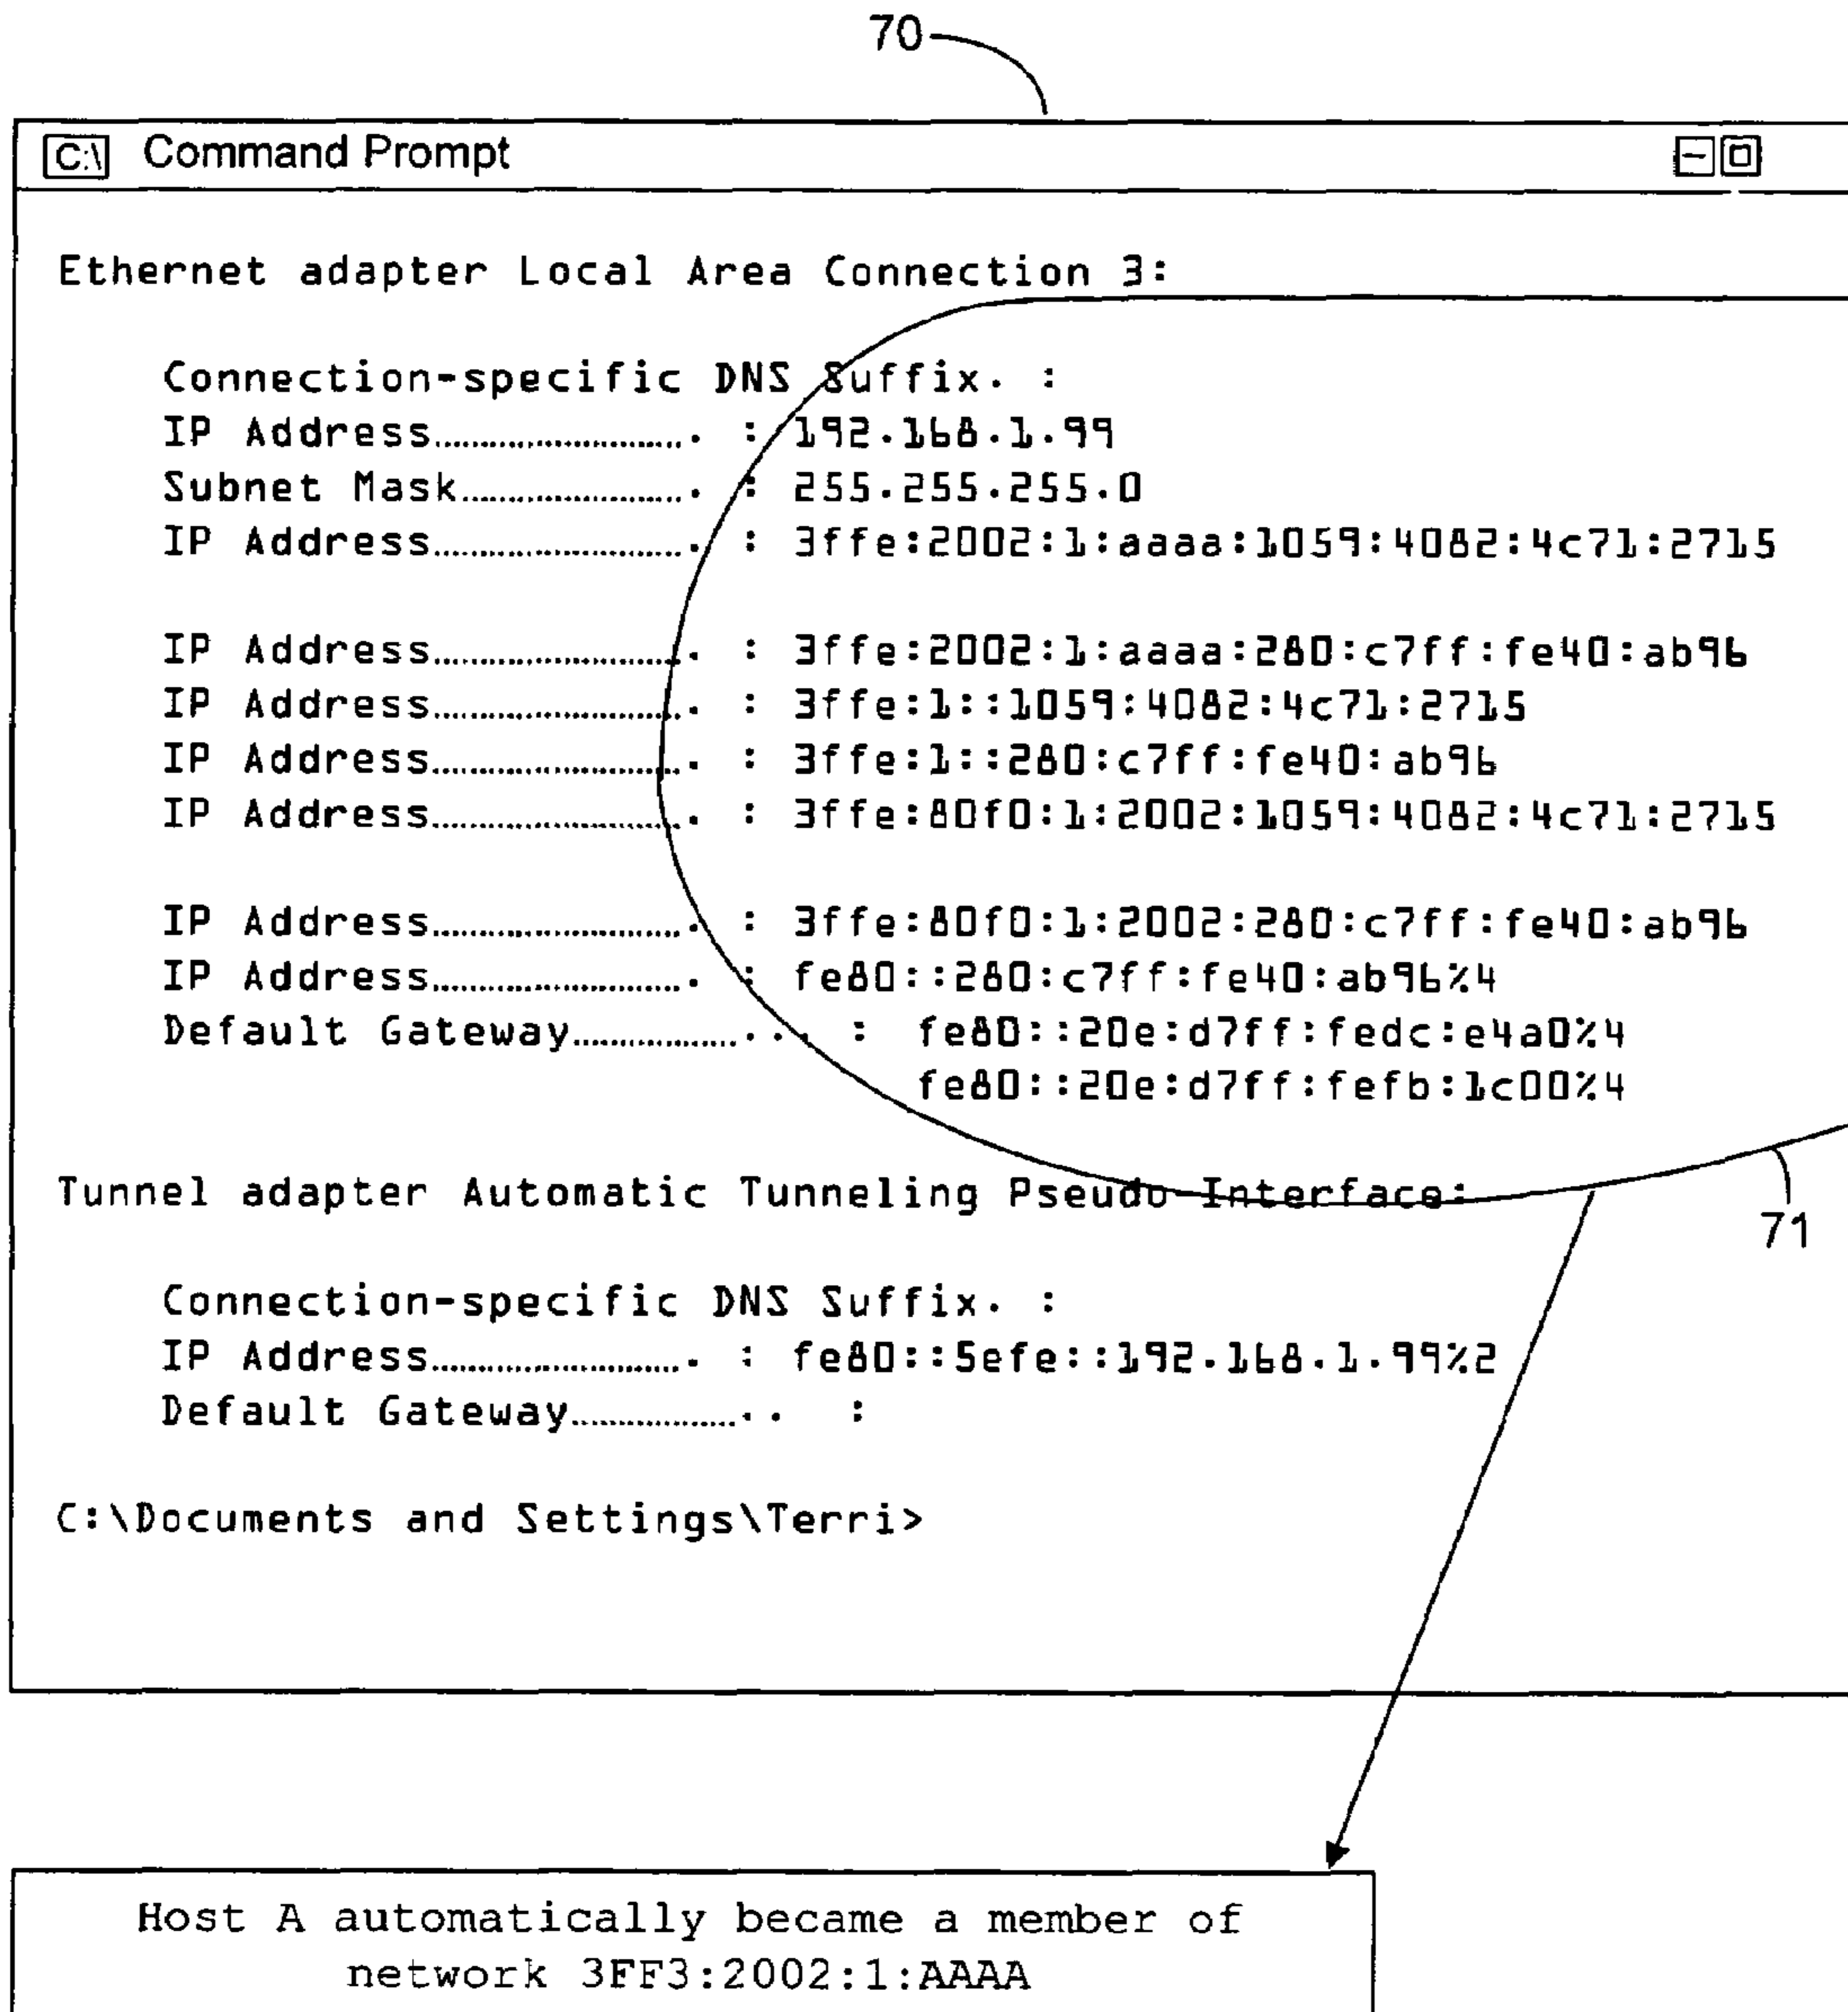 70
C:\ Command Prompt
Ethernet adapter Local Area Connection 3:
Connection-specific DNS Suffix. :
IP Address........................ : 192.168.1.99
Subnet Mask...................... : 255.255.255.0
IP Address........................ : 3ffe:2002:1:aaaa:1059:4082:4c71:2715
IP Address........................ : 3ffe:2002:1:aaaa:280:c7ff:fe40:ab96
IP Address........................ : 3ffe:1::1059:4082:4c71:2715
IP Address........................ : 3ffe:1::280:c7ff:fe40:ab96
IP Address........................ : 3ffe:80f0:1:2002:1059:4082:4c71:2715
IP Address........................ : 3ffe:80f0:1:2002:280:c7ff:fe40:ab96
IP Address........................ : fe80::280:c7ff:fe40:ab96%4
Default Gateway................... : fe80::20e:d7ff:fedc:e4a0%4
fe80::20e:d7ff:fefb:1c00%4
Tunnel adapter Automatic Tunneling Pseudo-Interface:
71
Connection-specific DNS Suffix. :
IP Address........................ : fe80::5efe::192.168.1.99%2
Default Gateway................. :
C:\Documents and Settings\Terri>
Host A automatically became a member of
network 3FF3:2002:1:AAAA